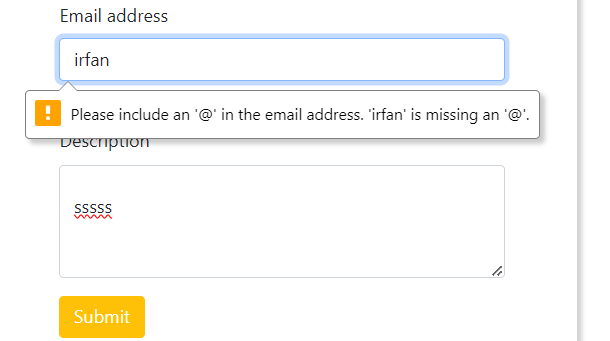 Email address
irfan
Please include an '@' in the email address. 'irfan' is missing an '@'.
Description
sssss
Submit